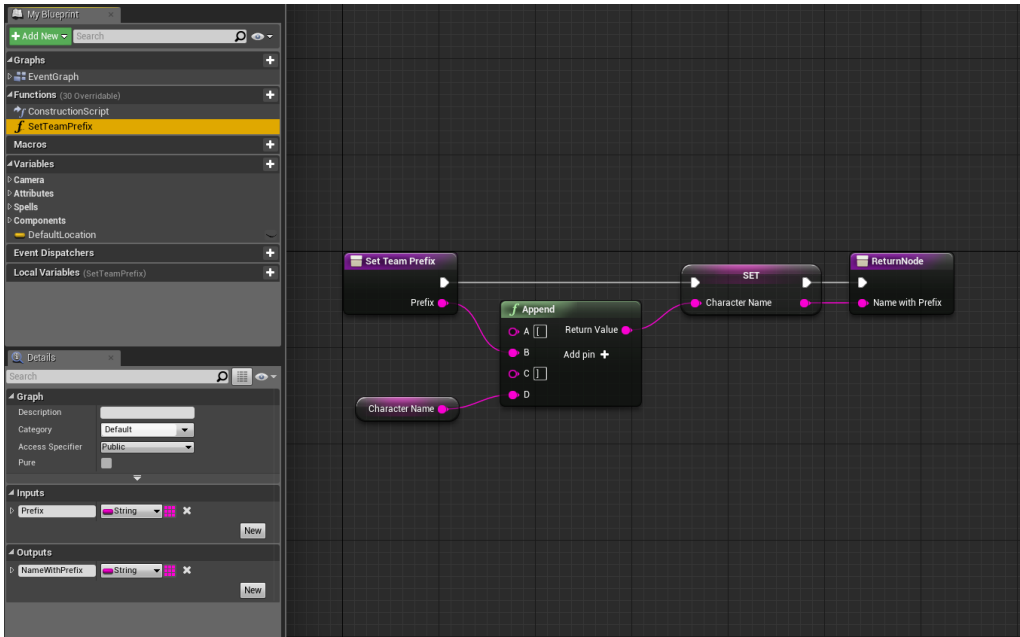 My Blueprint
Add New
Search
Graphs
EventGraph
Functions (30 Overridable)
ConstructionScript
SetTeamPrefix
Macros
Variables
Camera
Attributes
Spells
Components
DefaultLocation
Event Dispatchers
Local Variables (SetTeamPrefix)
Details
Search
Graph
Description
Category Default
Access Specifier Public
Pure
Inputs
Prefix String
New
Outputs
NameWithPrefix String
New
Set Team Prefix
Prefix
Character Name
f Append
A [ Return Value
B Add pin +
C ]
D
SET
Character Name
ReturnNode
Name with Prefix